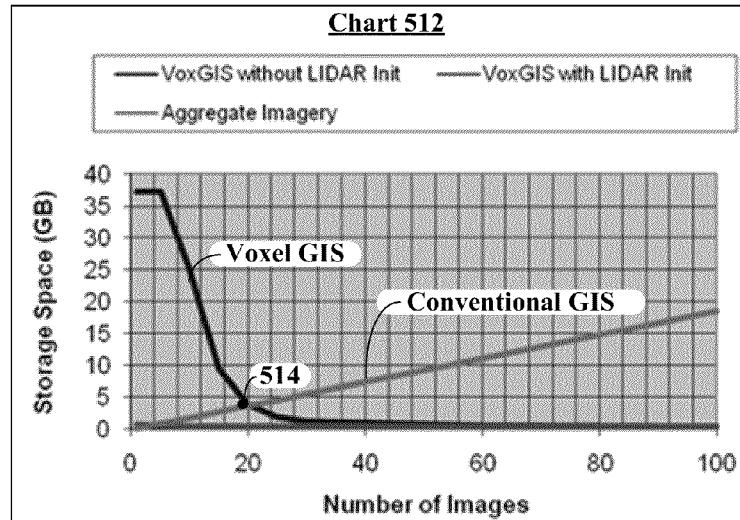 Chart 512
VoxGIS without LIDAR Init
VoxGIS with LIDAR Init
Aggregate Imagery
40
35
30
25
20
15
10
5
0
Storage Space (GB)
Voxel GIS
Conventional GIS
514
0 20 40 60 80 100
Number of Images